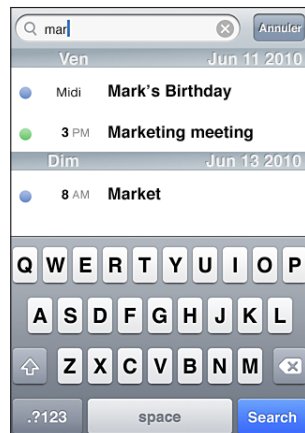 mar Annuler
Ven Jun 11 2010
Midi Mark's Birthday
3 PM Marketing meeting
Dim Jun 13 2010
8 AM Market
Q W E R T Y U I O P
A S D F G H J K L
Z X C V B N M
.?123 space Search